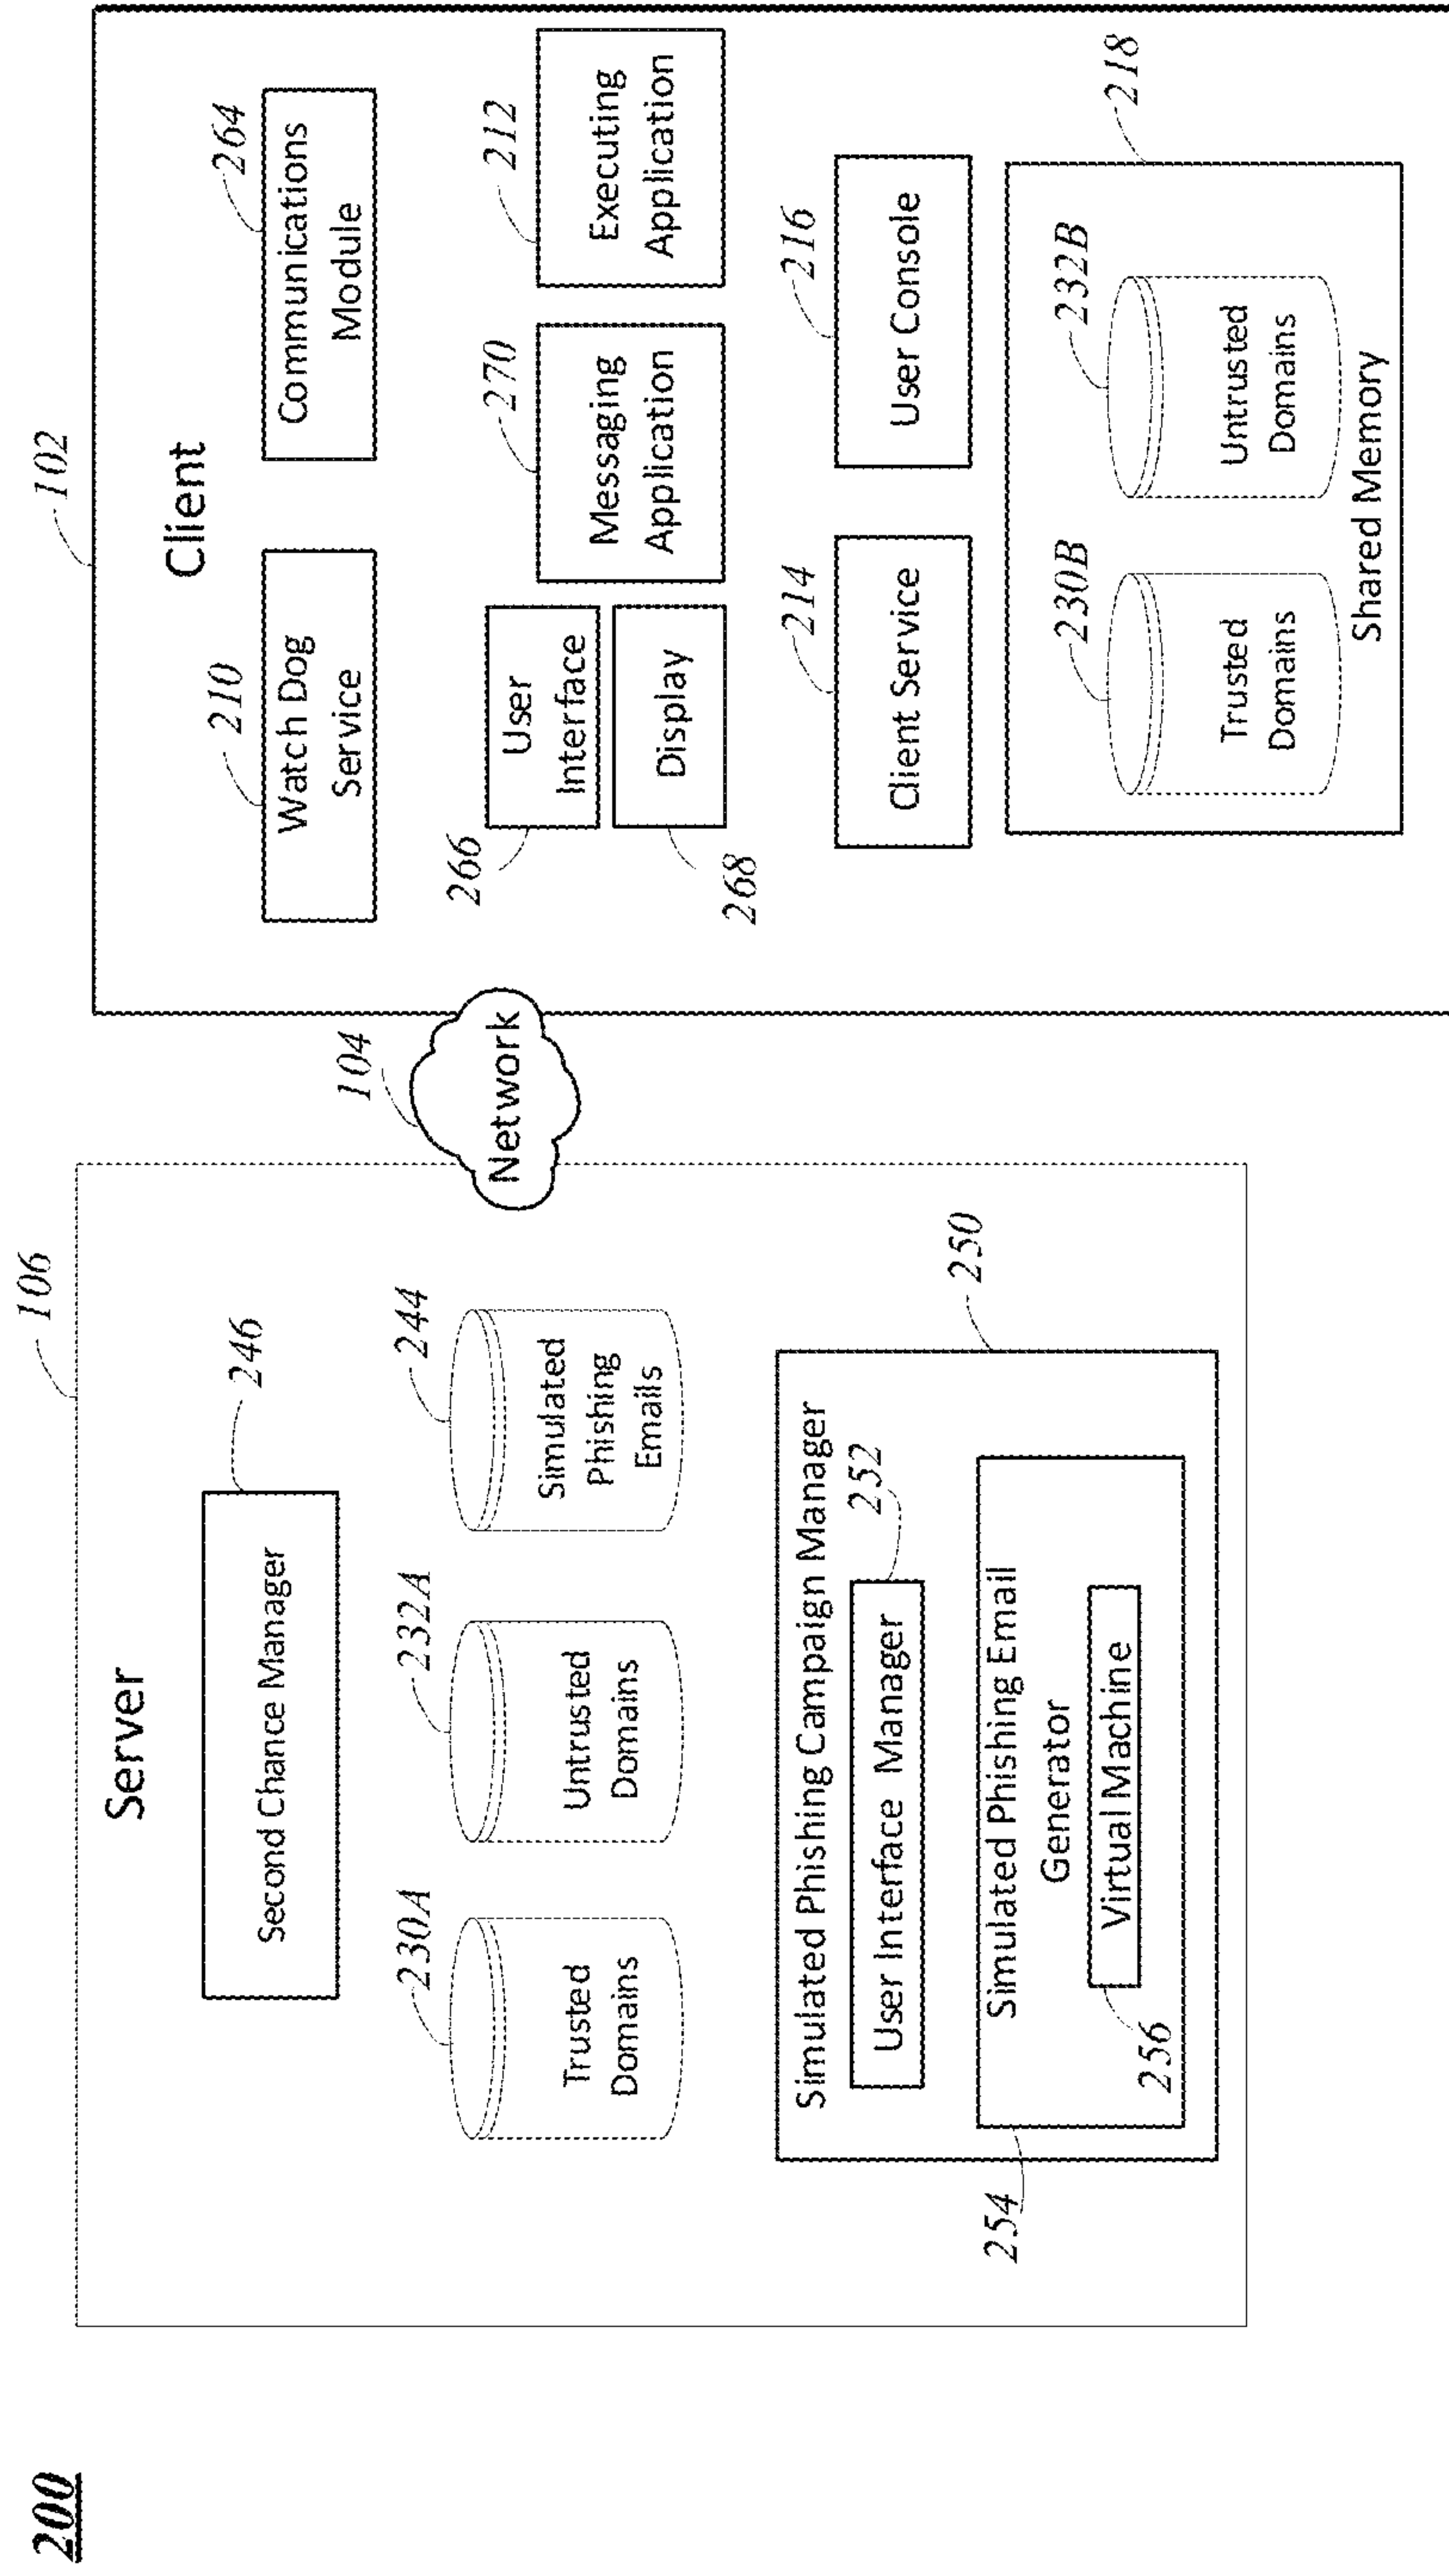 200
106
Server
246
Second Chance Manager
230A
232A
244
Trusted
Domains
Untrusted
Domains
Simulated
Phishing
Emails
250
Simulated Phishing Campaign Manager
252
User Interface Manager
254
Simulated Phishing Email
Generator
Virtual Machine
256
104
Network
102
Client
210
264
Watch Dog
Service
Communications
Module
266
User
Interface
Display
268
270
Messaging
Application
212
Executing
Application
214
Client Service
216
User Console
218
230B
232B
Trusted
Domains
Untrusted
Domains
Shared Memory